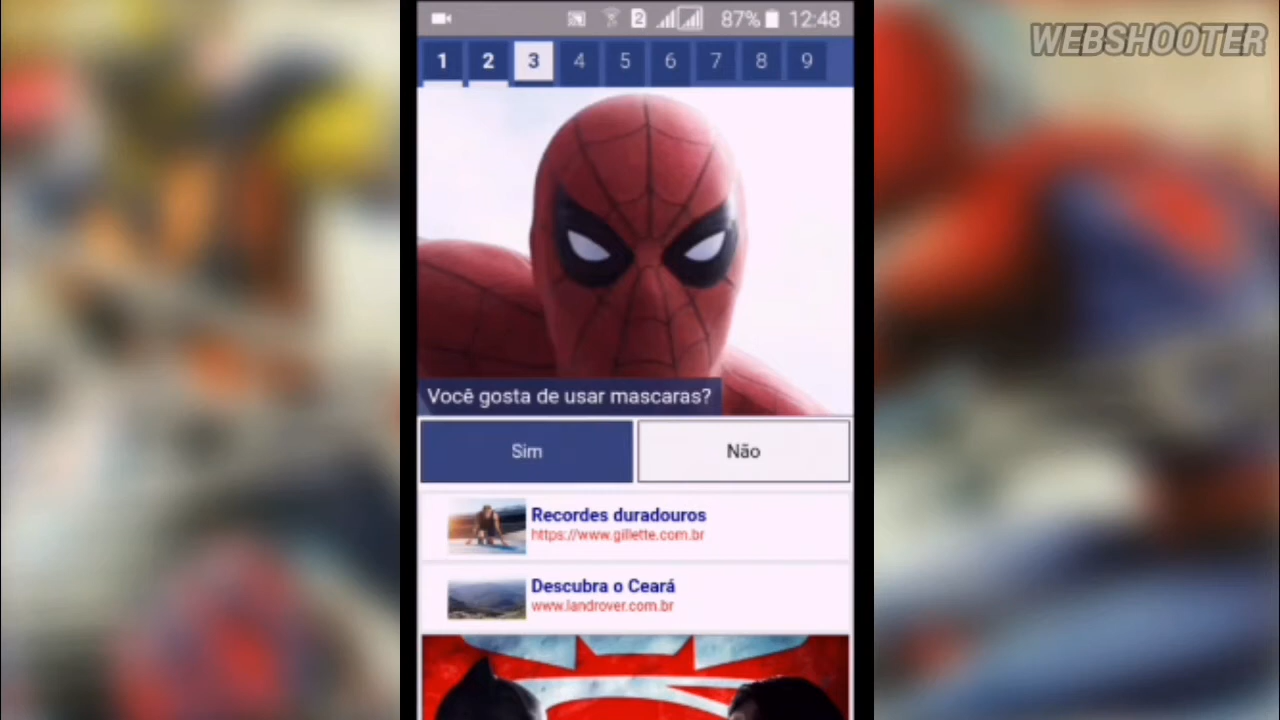 2 87% 12:48
WEBSHOOTER
1 2 3 4 5 6 7 8 9
Você gosta de usar mascaras?
Sim Não
Recordes duradouros
https://www.gillette.com.br
Descubra o Ceará
www.landrover.com.br